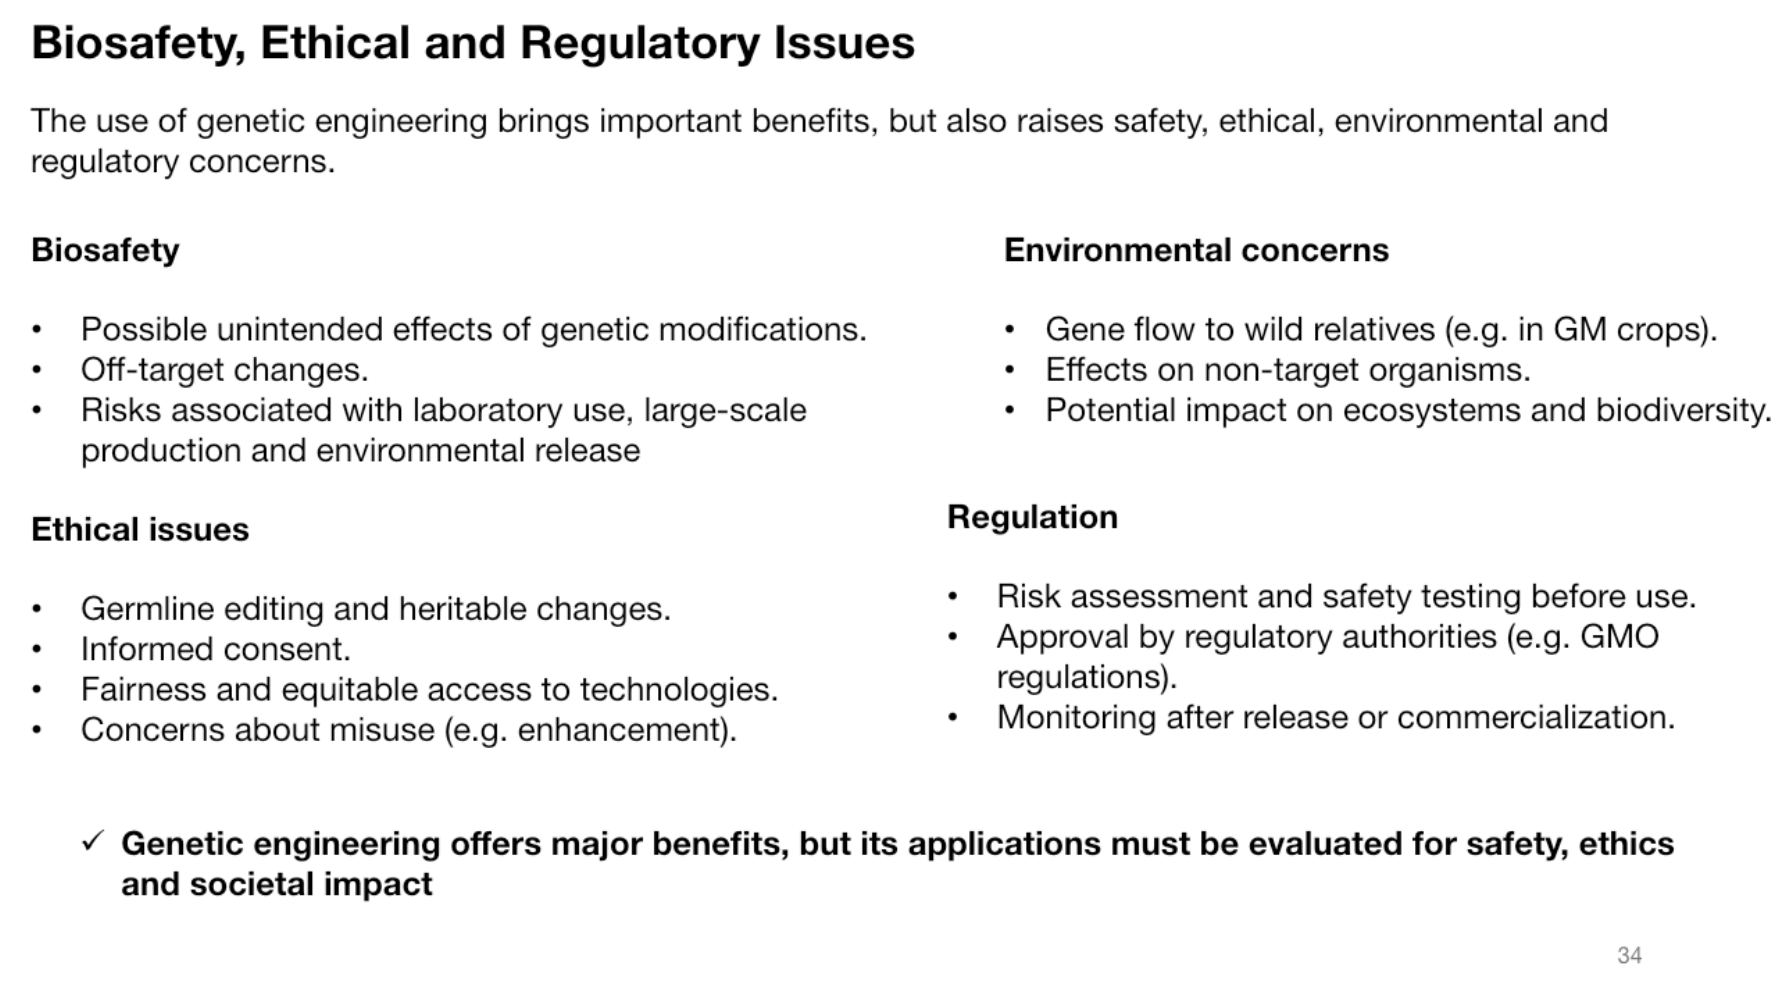 Biosafety, Ethical and Regulatory Issues
The use of genetic engineering brings important benefits, but also raises safety, ethical, environmental and
regulatory concerns.
Biosafety
• Possible unintended effects of genetic modifications.
• Off-target changes.
• Risks associated with laboratory use, large-scale
production and environmental release
Ethical issues
• Germline editing and heritable changes.
• Informed consent.
• Fairness and equitable access to technologies.
• Concerns about misuse (e.g. enhancement).
Environmental concerns
• Gene flow to wild relatives (e.g. in GM crops).
• Effects on non-target organisms.
• Potential impact on ecosystems and biodiversity.
Regulation
• Risk assessment and safety testing before use.
• Approval by regulatory authorities (e.g. GMO
regulations).
• Monitoring after release or commercialization.
✓ Genetic engineering offers major benefits, but its applications must be evaluated for safety, ethics
and societal impact
34